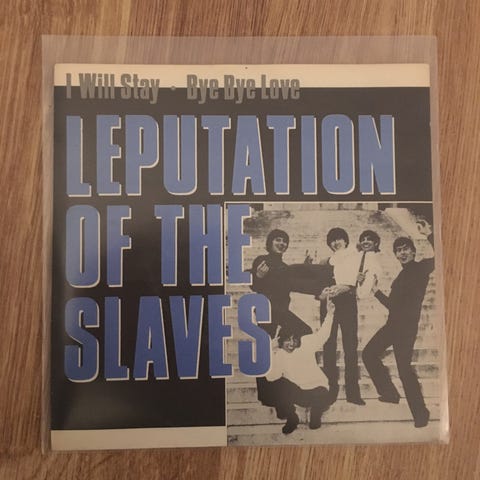 I Will Stay • Bye Bye Love
LEPUTATION
OF THE
SLAVES